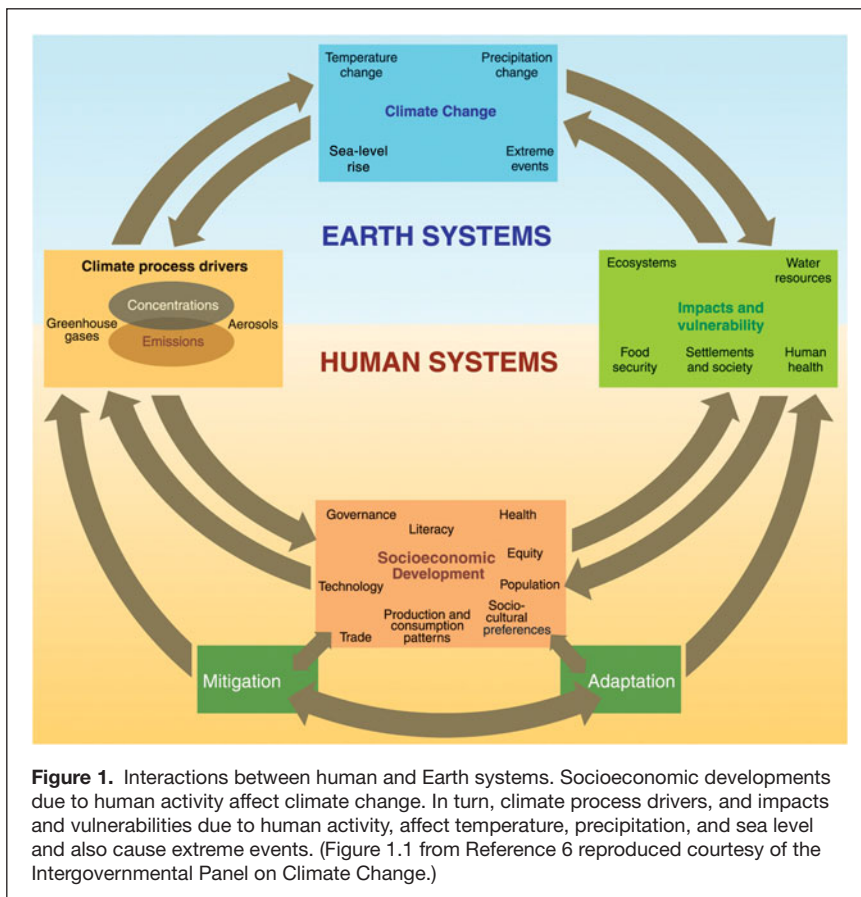 Temperature
change
Precipitation
change
Climate Change
Sea-level
rise
Extreme
events
EARTH SYSTEMS
Climate process drivers
Concentrations
Greenhouse
gases
Aerosols
Emissions
Ecosystems
Water
resources
Impacts and
vulnerability
Food
security
Settlements
and society
Human
health
HUMAN SYSTEMS
Governance
Literacy
Health
Equity
Socioeconomic
Development
Technology
Population
Production and
consumption
patterns
Socio-
cultural
preferences
Trade
Mitigation
Adaptation
Figure 1. Interactions between human and Earth systems. Socioeconomic developments
due to human activity affect climate change. In turn, climate process drivers, and impacts
and vulnerabilities due to human activity, affect temperature, precipitation, and sea level
and also cause extreme events. (Figure 1.1 from Reference 6 reproduced courtesy of the
Intergovernmental Panel on Climate Change.)